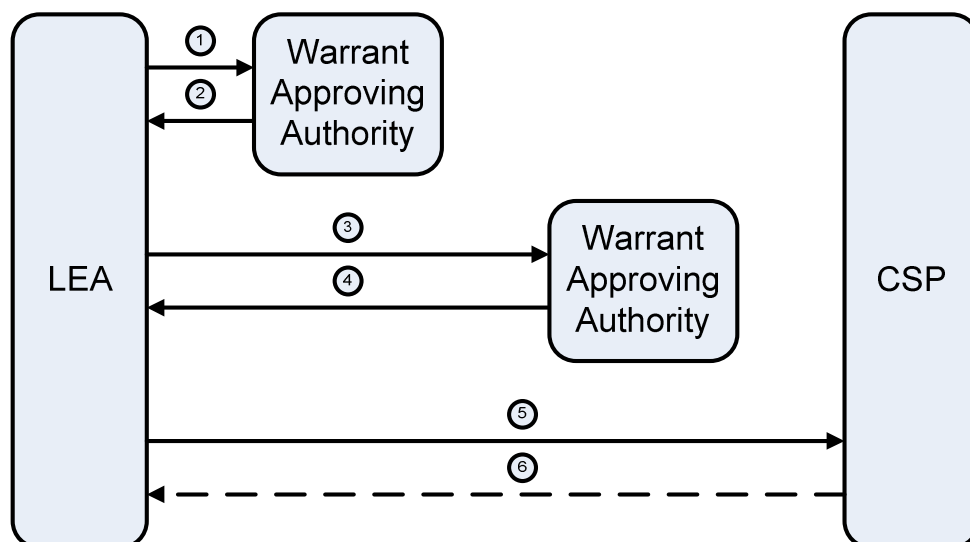 1
Warrant
Approving
Authority
2
3
Warrant
Approving
Authority
4
LEA
CSP
5
6